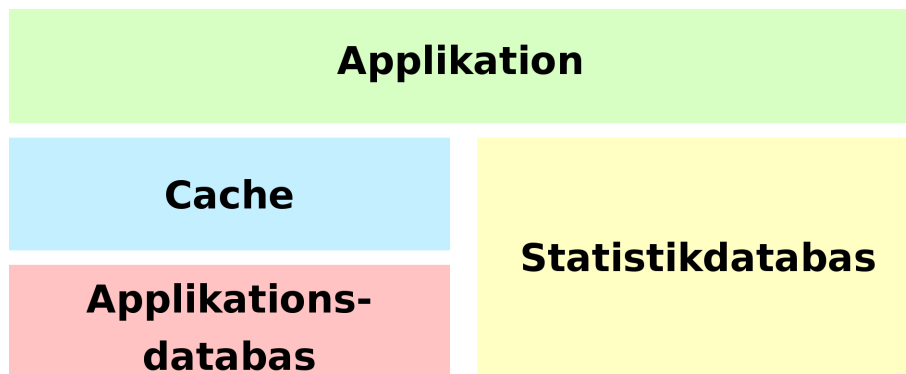 Applikation
Cache
Statistikdatabas
Applikations-
databas